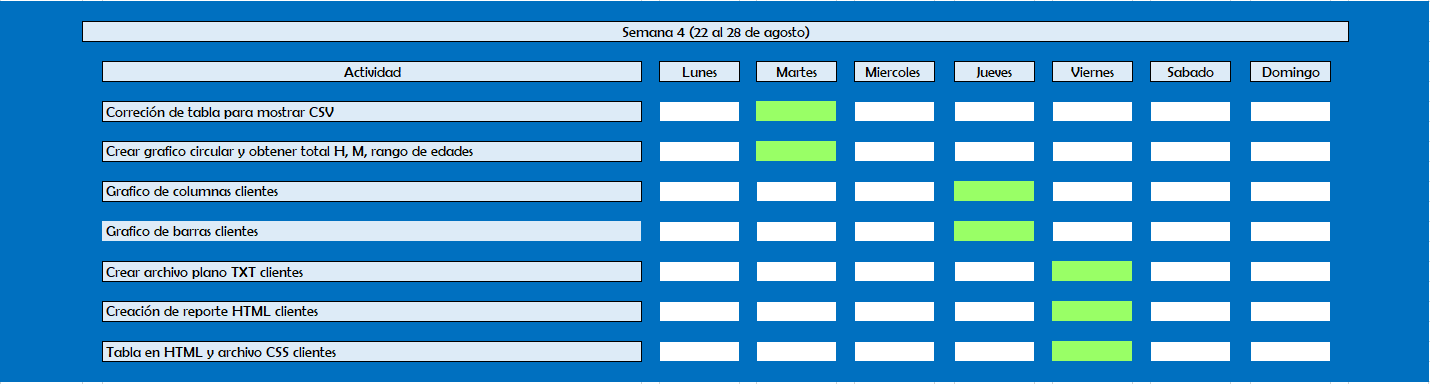 Semana 4 (22 al 28 de agosto)
Actividad Lunes Martes Miercoles Jueves Viernes Sabado Domingo
Correción de tabla para mostrar CSV
Crear grafico circular y obtener total H, M, rango de edades
Grafico de columnas clientes
Grafico de barras clientes
Crear archivo plano TXT clientes
Creación de reporte HTML clientes
Tabla en HTML y archivo CSS clientes